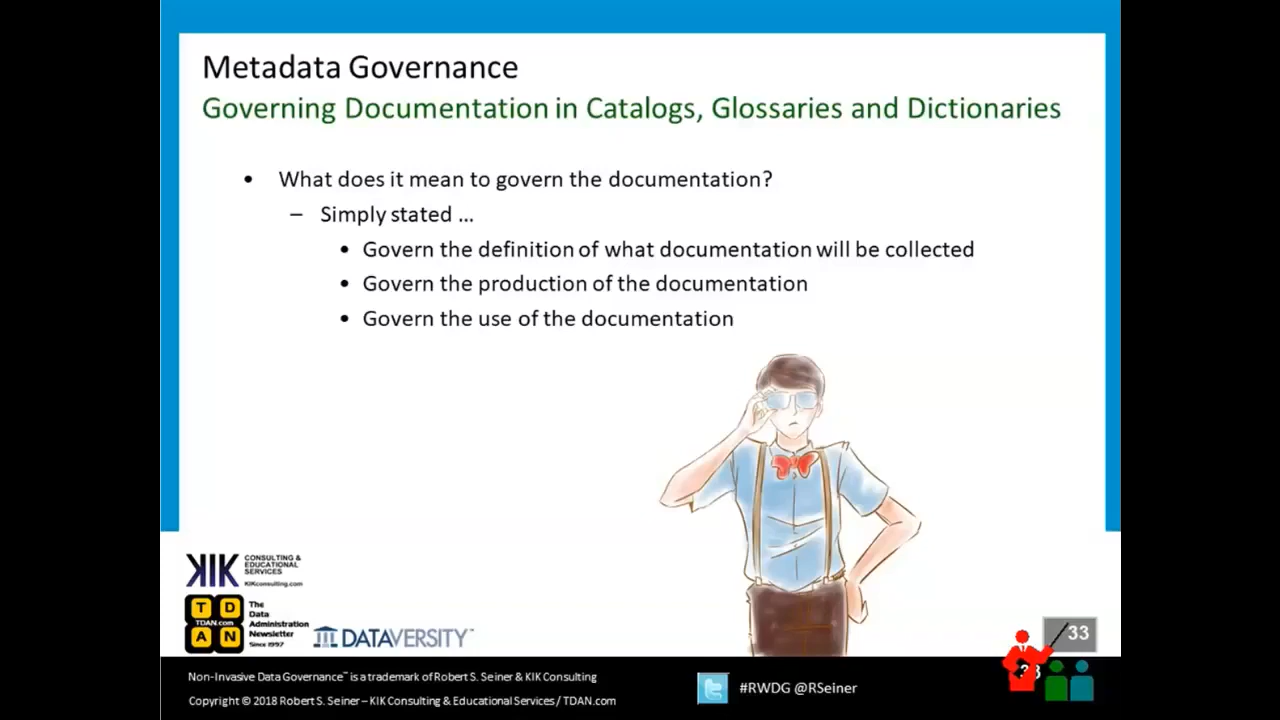 Metadata Governance
Governing Documentation in Catalogs, Glossaries and Dictionaries
• What does it mean to govern the documentation?
– Simply stated ...
• Govern the definition of what documentation will be collected
• Govern the production of the documentation
• Govern the use of the documentation
KIK CONSULTING & EDUCATIONAL SERVICES
KIKconsulting.com
T D
TDAN.com
A N
The
Data
Administration
Newsletter
Since 1997
DATAVERSITY™
33
Non-Invasive Data Governance™ is a trademark of Robert S. Seiner & KIK Consulting
Copyright © 2018 Robert S. Seiner – KIK Consulting & Educational Services / TDAN.com
#RWDG @RSeiner